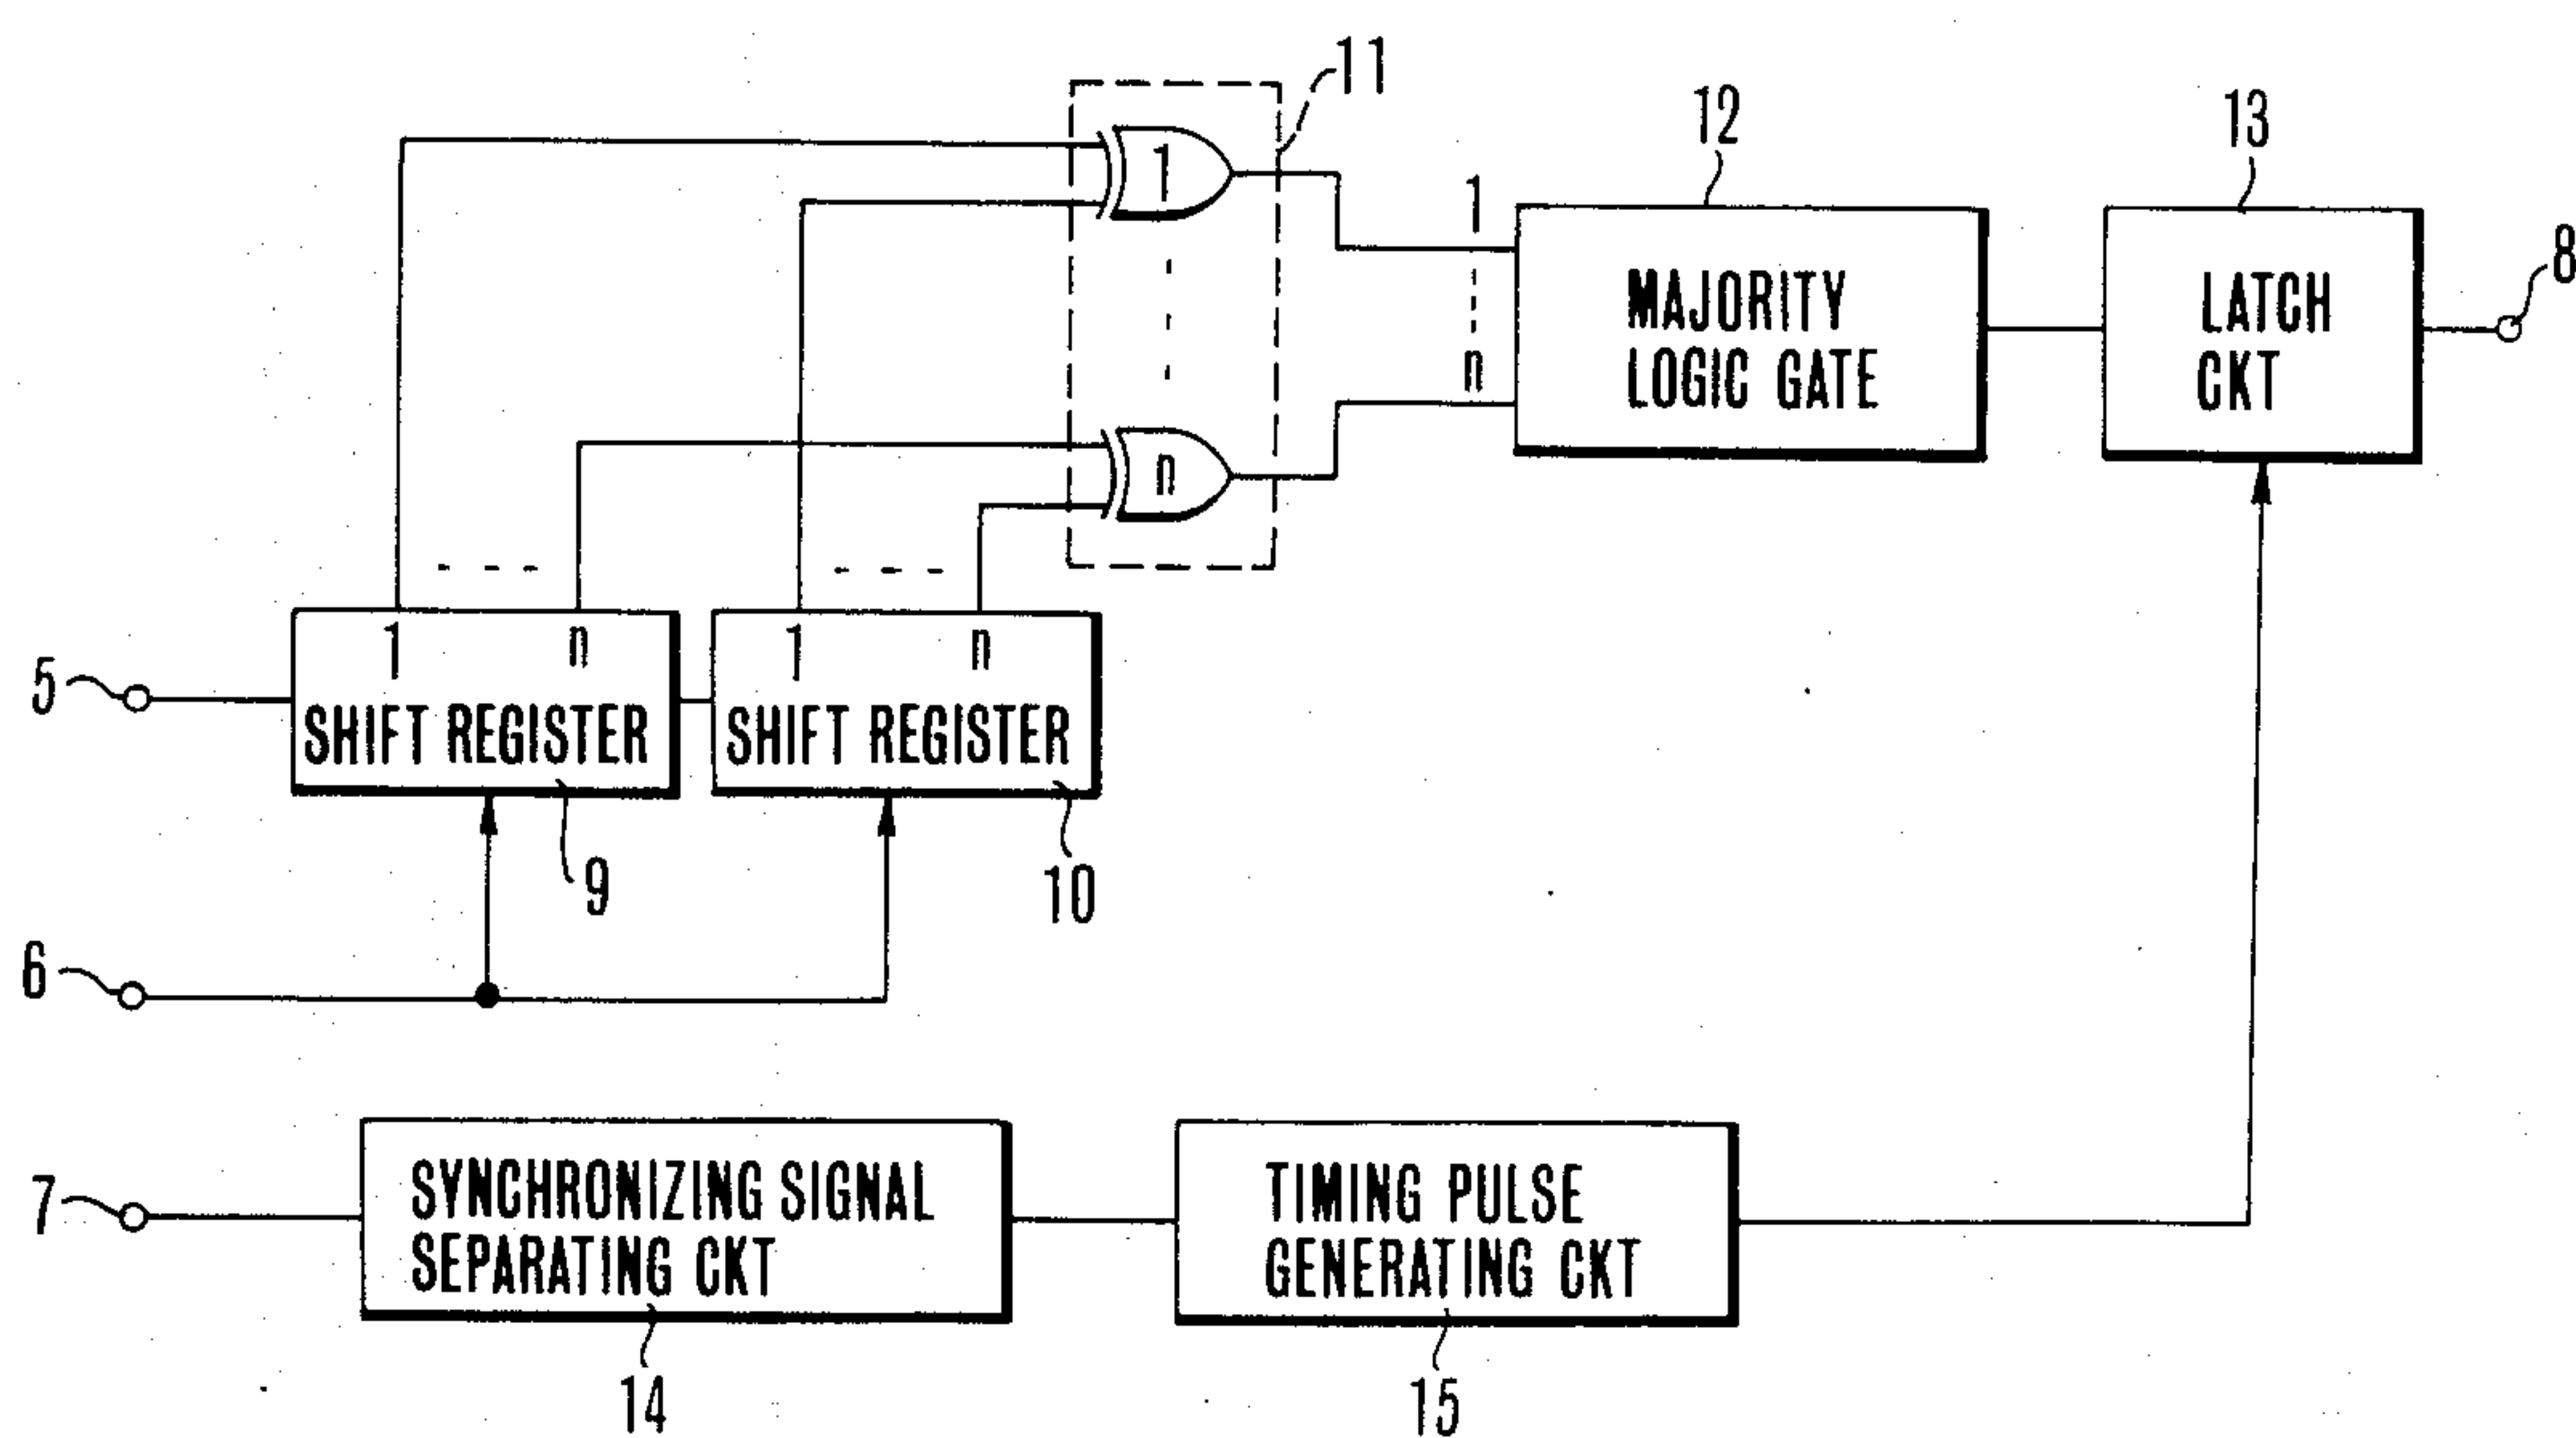 11
12
13
1
1
8
MAJORITY
LOGIC GATE
LATCH
CKT
n
n
1 n
1 n
5
SHIFT REGISTER
SHIFT REGISTER
9
10
6
7
SYNCHRONIZING SIGNAL
SEPARATING CKT
TIMING PULSE
GENERATING CKT
14
15